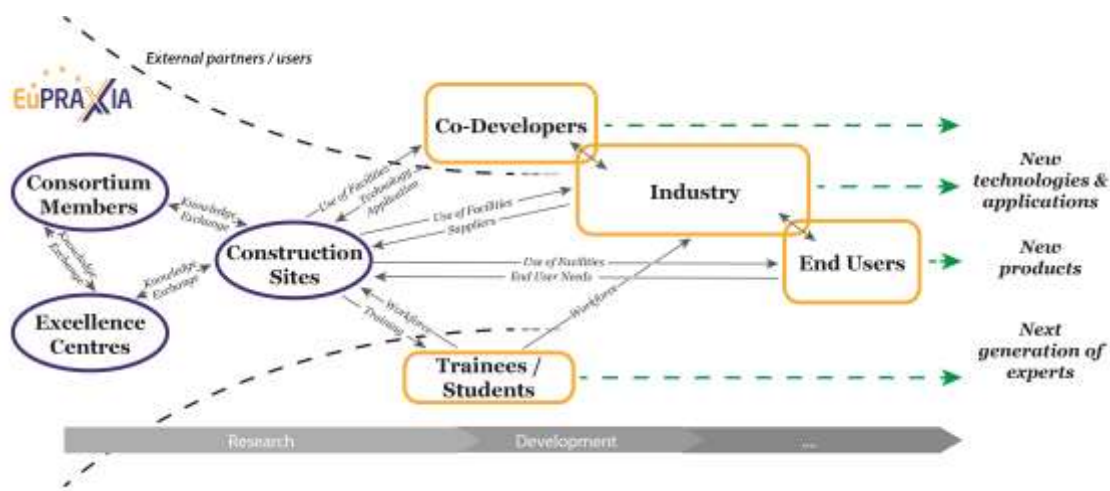 External partners / users
EuPRAXIA
Co-Developers
New
technologies &
applications
Industry
Consortium
Members
Knowledge
Exchange
Use of Facilities
Technology
Application
Use of Facilities
Suppliers
Construction
Sites
Knowledge
Exchange
Knowledge
Exchange
Use of Facilities
End User Needs
End Users
New
products
Excellence
Centres
Workforce
Training
Workforce
Trainees /
Students
Next
generation of
experts
Research
Development
...